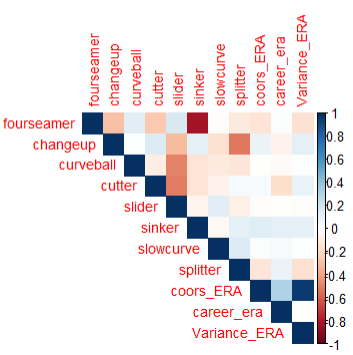 fourseamer
changeup
curveball
cutter
slider
sinker
slowcurve
splitter
coors_ERA
career_era
Variance_ERA
fourseamer
changeup
curveball
cutter
slider
sinker
slowcurve
splitter
coors_ERA
career_era
Variance_ERA
1
0.8
0.6
0.4
0.2
0
-0.2
-0.4
-0.6
-0.8
-1